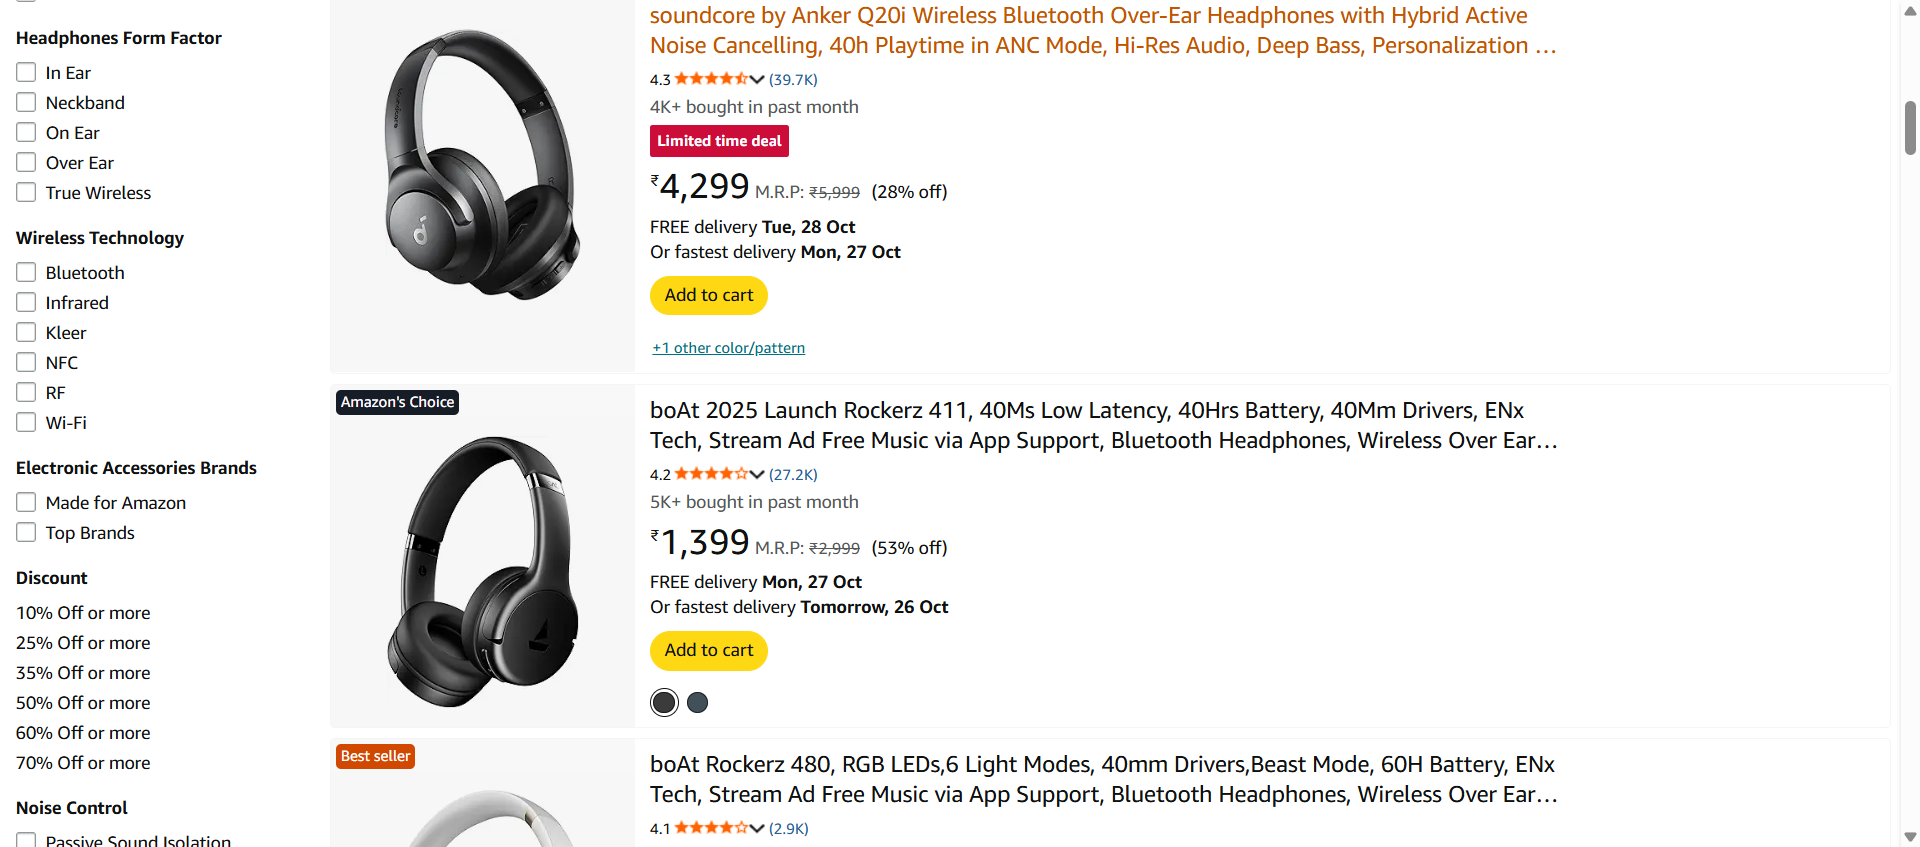 Headphones Form Factor
In Ear
Neckband
On Ear
Over Ear
True Wireless
Wireless Technology
Bluetooth
Infrared
Kleer
NFC
RF
Wi-Fi
Electronic Accessories Brands
Made for Amazon
Top Brands
Discount
10% Off or more
25% Off or more
35% Off or more
50% Off or more
60% Off or more
70% Off or more
Noise Control
Passive Sound Isolation
soundcore
soundcore by Anker Q20i Wireless Bluetooth Over-Ear Headphones with Hybrid Active
Noise Cancelling, 40h Playtime in ANC Mode, Hi-Res Audio, Deep Bass, Personalization …
4.3 (39.7K)
4K+ bought in past month
Limited time deal
₹4,299 M.R.P: ₹5,999 (28% off)
FREE delivery Tue, 28 Oct
Or fastest delivery Mon, 27 Oct
Add to cart
+1 other color/pattern
Amazon's Choice
boAt 2025 Launch Rockerz 411, 40Ms Low Latency, 40Hrs Battery, 40Mm Drivers, ENx
Tech, Stream Ad Free Music via App Support, Bluetooth Headphones, Wireless Over Ear…
4.2 (27.2K)
5K+ bought in past month
₹1,399 M.R.P: ₹2,999 (53% off)
FREE delivery Mon, 27 Oct
Or fastest delivery Tomorrow, 26 Oct
Add to cart
Best seller
boAt Rockerz 480, RGB LEDs,6 Light Modes, 40mm Drivers,Beast Mode, 60H Battery, ENx
Tech, Stream Ad Free Music via App Support, Bluetooth Headphones, Wireless Over Ear…
4.1 (2.9K)